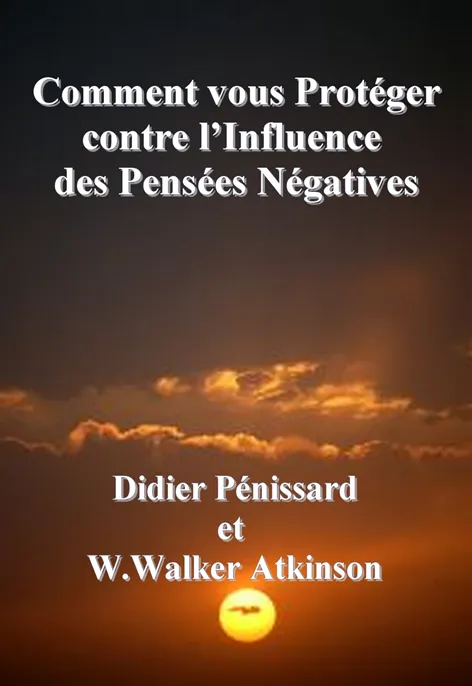 Comment vous Protéger
contre l’Influence
des Pensées Négatives
Didier Pénissard
et
W.Walker Atkinson